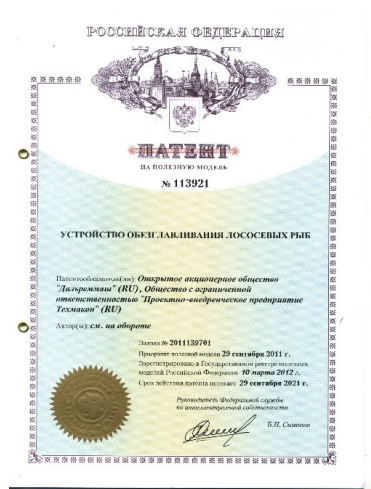 РОССИЙСКАЯ ФЕДЕРАЦИЯ
ПАТЕНТ
НА ПОЛЕЗНУЮ МОДЕЛЬ
№ 113921
УСТРОЙСТВО ОБЕЗГЛАВЛИВАНИЯ ЛОСОСЕВЫХ РЫБ
Патентообладатель(ли): Открытое акционерное общество
"Дальреммаш" (RU), Общество с ограниченной
ответственностью "Проектно-внедренческое предприятие
Техмакон" (RU)
Автор(ы): см. на обороте
Заявка № 2011139701
Приоритет полезной модели 29 сентября 2011 г.
Зарегистрировано в Государственном реестре полезных
моделей Российской Федерации 10 марта 2012 г.
Срок действия патента истекает 29 сентября 2021 г.
Руководитель Федеральной службы
по интеллектуальной собственности
Б.П. Симонов